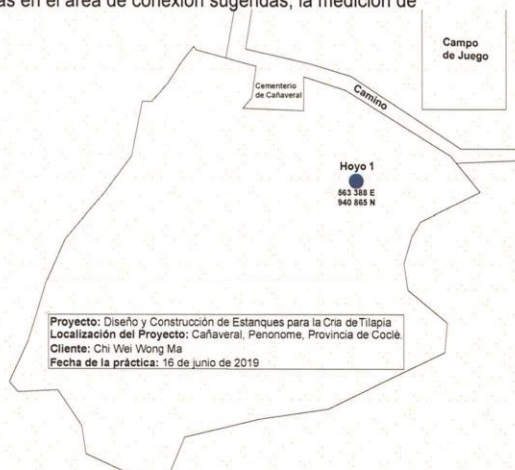 as en el área de conexión sugeridas, la medición de
Campo
de Juego
Cementerio
de Cañaveral
Camino
Hoyo 1
563 388 E
940 865 N
Proyecto: Diseño y Construcción de Estanques para la Cria de Tilapia
Localización del Proyecto: Cañaveral, Penonome, Provincia de Coclè.
Cliente: Chi Wei Wong Ma
Fecha de la práctica: 16 de junio de 2019